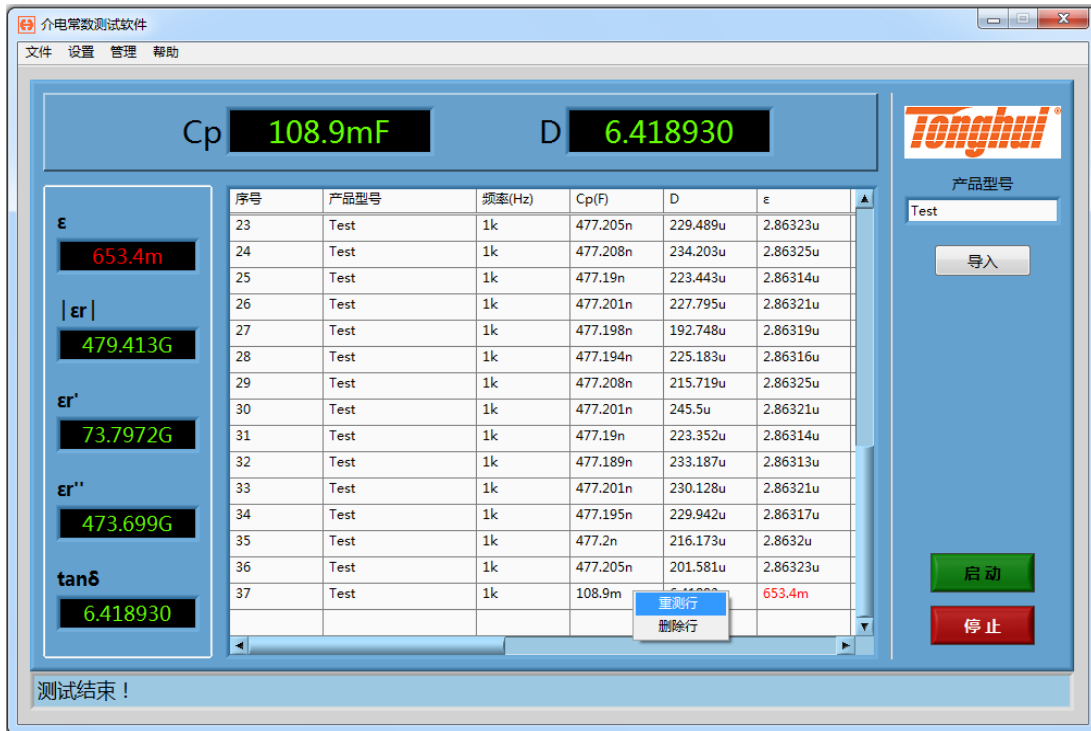 介电常数测试软件
文件 设置 管理 帮助
Cp 108.9mF D 6.418930
ε
653.4m
|εr|
479.413G
εr'
73.7972G
εr''
473.699G
tanδ
6.418930
序号 产品型号 频率(Hz) Cp(F) D ε
23 Test 1k 477.205n 229.489u 2.86323u
24 Test 1k 477.208n 234.203u 2.86325u
25 Test 1k 477.19n 223.443u 2.86314u
26 Test 1k 477.201n 227.795u 2.86321u
27 Test 1k 477.198n 192.748u 2.86319u
28 Test 1k 477.194n 225.183u 2.86316u
29 Test 1k 477.208n 215.719u 2.86325u
30 Test 1k 477.201n 245.5u 2.86321u
31 Test 1k 477.19n 223.352u 2.86314u
32 Test 1k 477.189n 233.187u 2.86313u
33 Test 1k 477.201n 230.128u 2.86321u
34 Test 1k 477.195n 229.942u 2.86317u
35 Test 1k 477.2n 216.173u 2.8632u
36 Test 1k 477.205n 201.581u 2.86323u
37 Test 1k 108.9m 653.4m
重测行
删除行
Tonghui®
产品型号
Test
导入
启动
停止
测试结束！